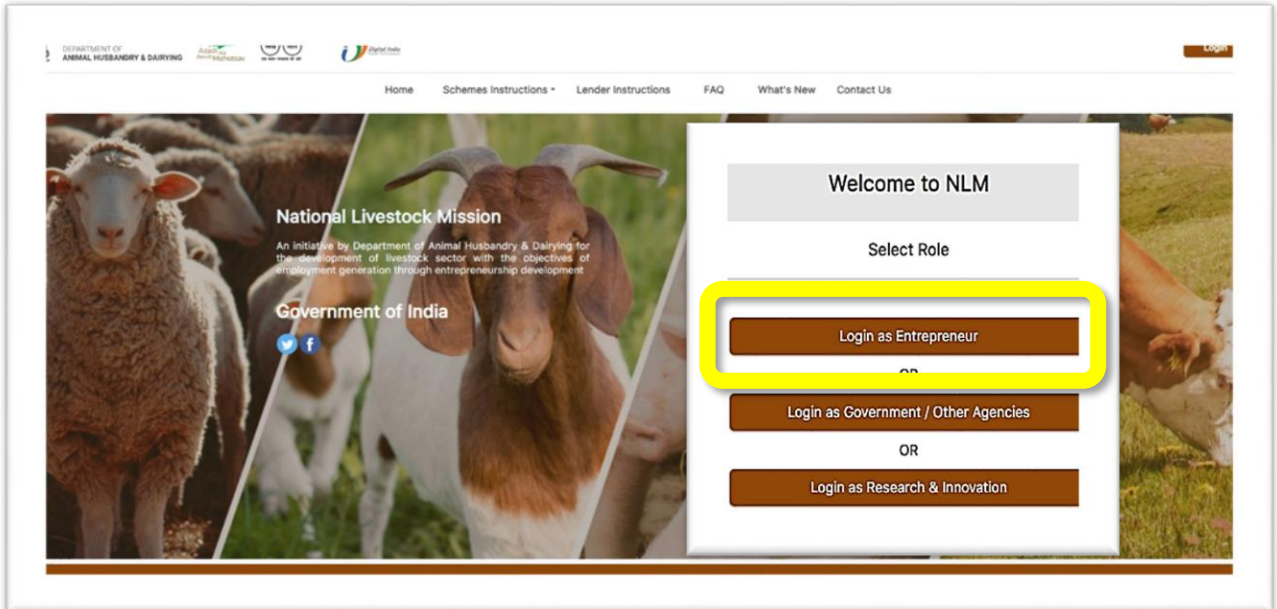 DEPARTMENT OF
ANIMAL HUSBANDRY & DAIRYING
Digital India
Login
Home Schemes Instructions Lender Instructions FAQ What's New Contact Us
National Livestock Mission
An initiative by Department of Animal Husbandry & Dairying for
the development of livestock sector with the objectives of
employment generation through entrepreneurship development
Government of India
Welcome to NLM
Select Role
Login as Entrepreneur
OR
Login as Government / Other Agencies
OR
Login as Research & Innovation